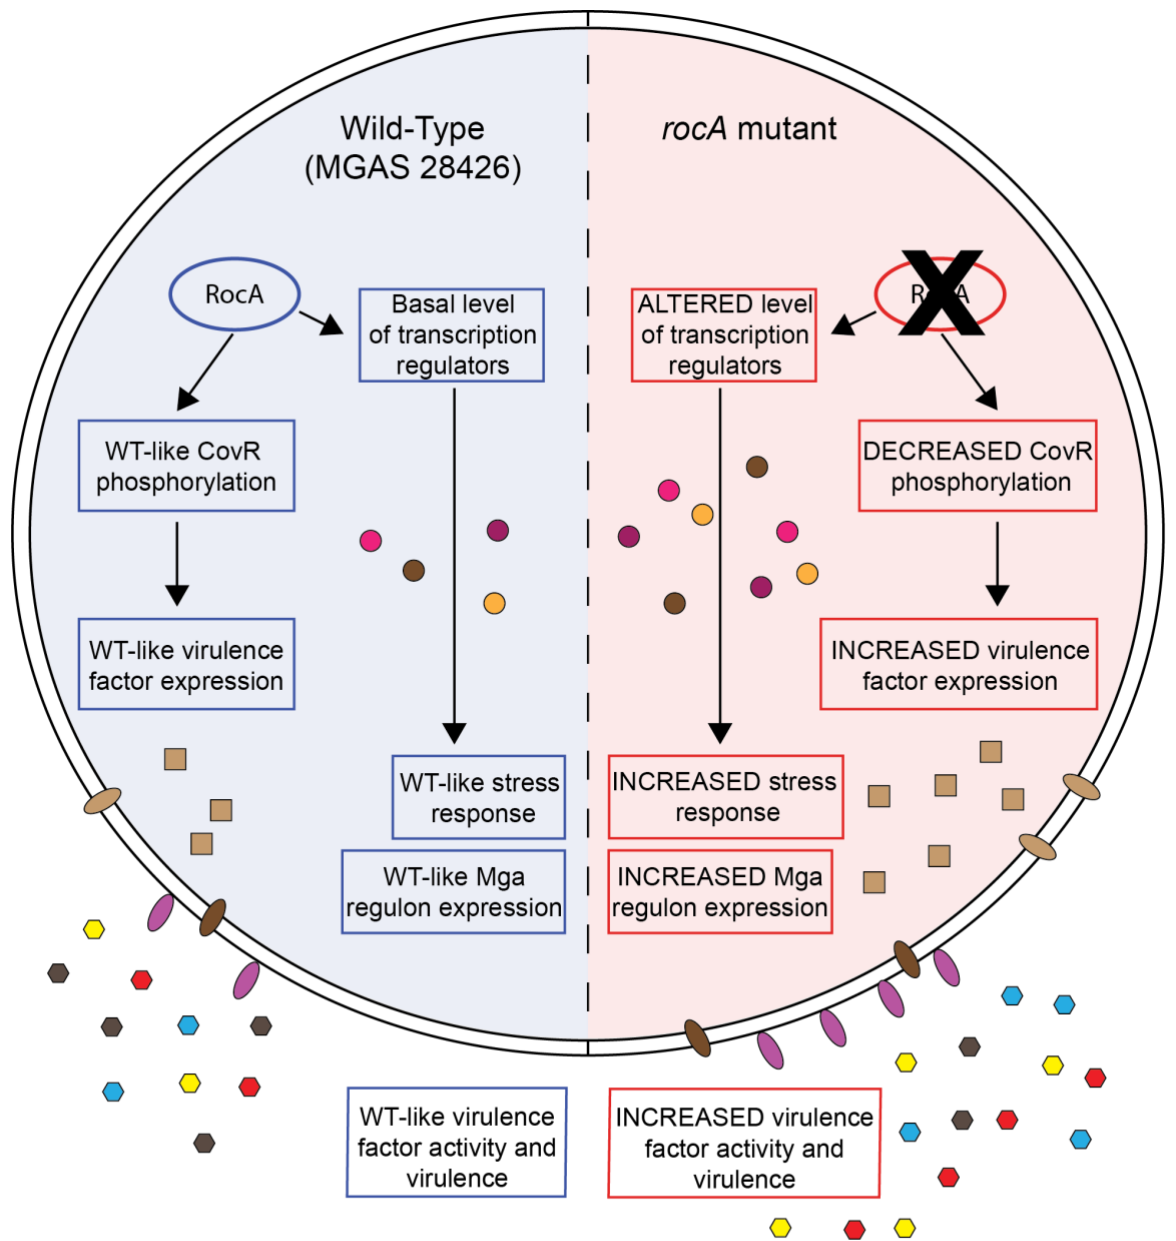 Wild-Type
(MGAS 28426)
rocA mutant
RocA
Basal level
of transcription
regulators
ALTERED level
of transcription
regulators
WT-like CovR
phosphorylation
DECREASED CovR
phosphorylation
WT-like virulence
factor expression
INCREASED virulence
factor expression
WT-like stress
response
INCREASED stress
response
WT-like Mga
regulon expression
INCREASED Mga
regulon expression
WT-like virulence
factor activity and
virulence
INCREASED virulence
factor activity and
virulence